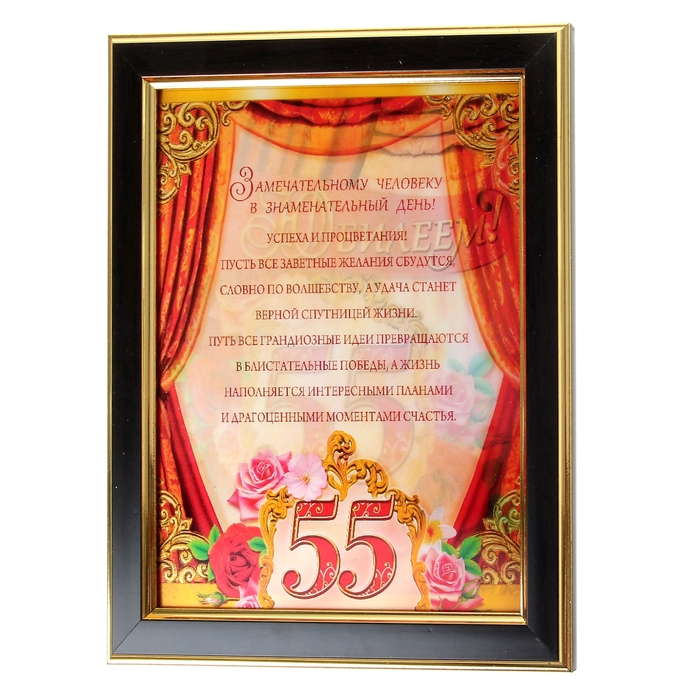 Замечательному человеку
в знаменательный день!
Юбилеем!
УСПЕХА И ПРОЦВЕТАНИЯ!
ПУСТЬ ВСЕ ЗАВЕТНЫЕ ЖЕЛАНИЯ СБУДУТСЯ,
СЛОВНО ПО ВОЛШЕБСТВУ, А УДАЧА СТАНЕТ
ВЕРНОЙ СПУТНИЦЕЙ ЖИЗНИ.
ПУТЬ ВСЕ ГРАНДИОЗНЫЕ ИДЕИ ПРЕВРАЩАЮТСЯ
В БЛИСТАТЕЛЬНЫЕ ПОБЕДЫ, А ЖИЗНЬ
НАПОЛНЯЕТСЯ ИНТЕРЕСНЫМИ ПЛАНАМИ
И ДРАГОЦЕННЫМИ МОМЕНТАМИ СЧАСТЬЯ.
55